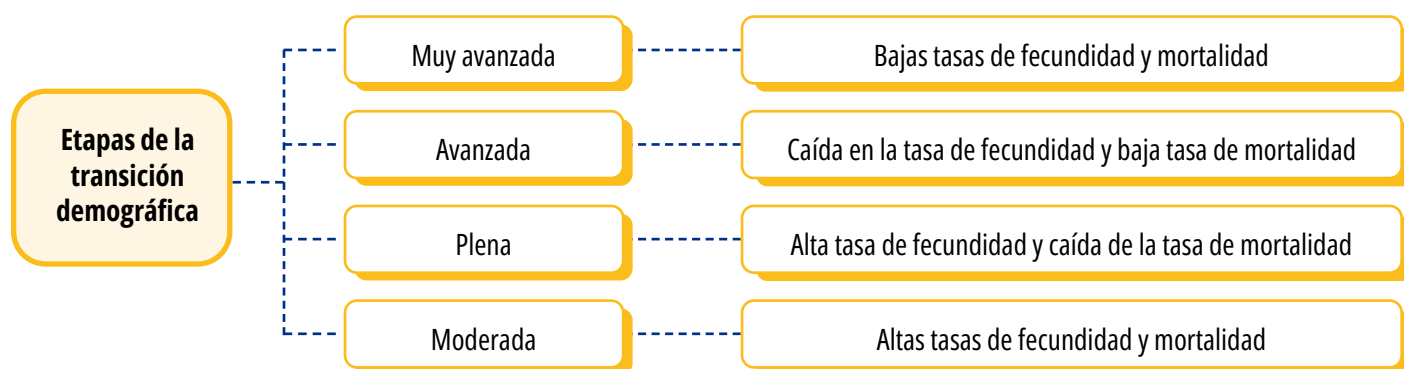 Etapas de la
transición
demográfica
Muy avanzada
Bajas tasas de fecundidad y mortalidad
Avanzada
Caída en la tasa de fecundidad y baja tasa de mortalidad
Plena
Alta tasa de fecundidad y caída de la tasa de mortalidad
Moderada
Altas tasas de fecundidad y mortalidad